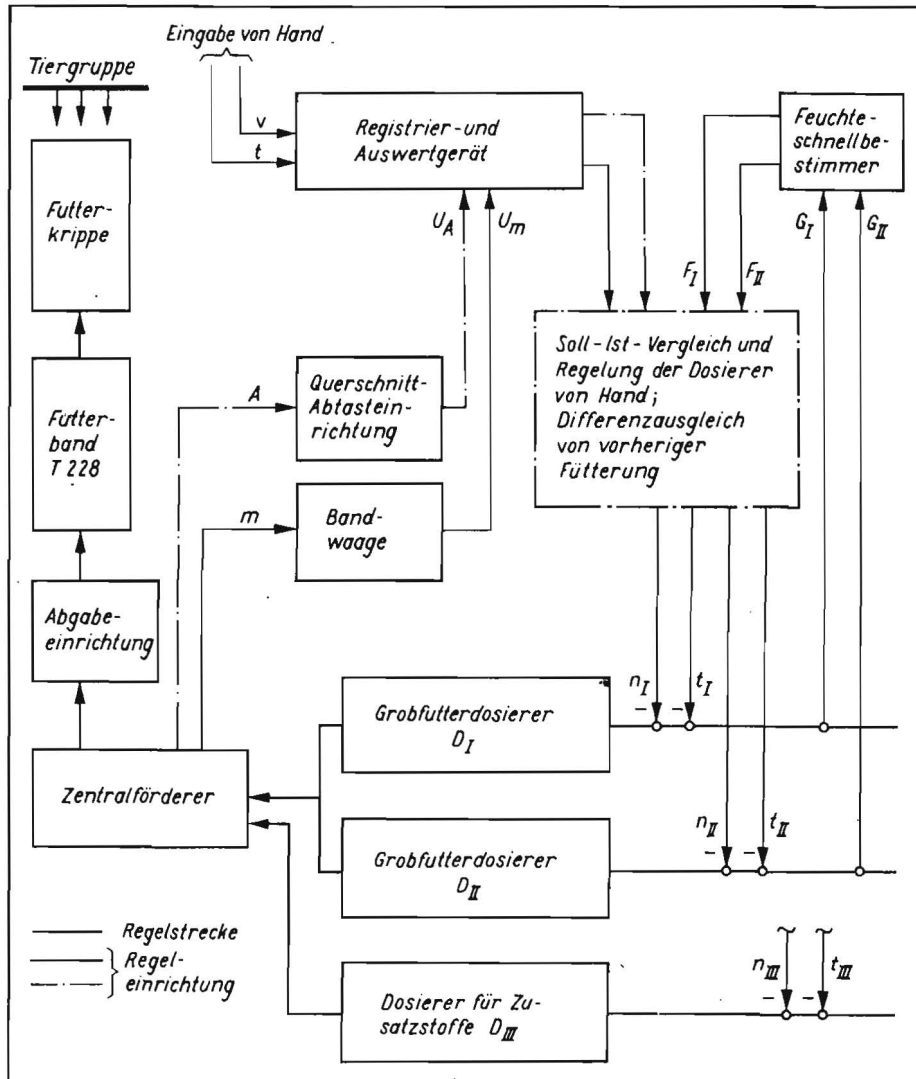 Eingabe von Hand
Tiergruppe
v
t
Registrier- und
Auswertgerät
Feuchte-
schnellbe-
stimmer
Futter-
krippe
U_A
U_m
G_I
G_II
F_I
F_II
Soll-Ist-Vergleich und
Regelung der Dosierer
von Hand;
Differenzausgleich
von vorheriger
Fütterung
Futter-
band
T 228
A
Querschnitt-
Abtastein-
richtung
m
Band-
waage
Abgabe-
einrichtung
n_I
t_I
- -
Grobfutterdosierer
D_I
Zentralförderer
n_II
t_II
- -
Grobfutterdosierer
D_II
Regelstrecke
Regel-
einrichtung
n_III
t_III
- -
Dosierer für Zu-
satzstoffe D_III